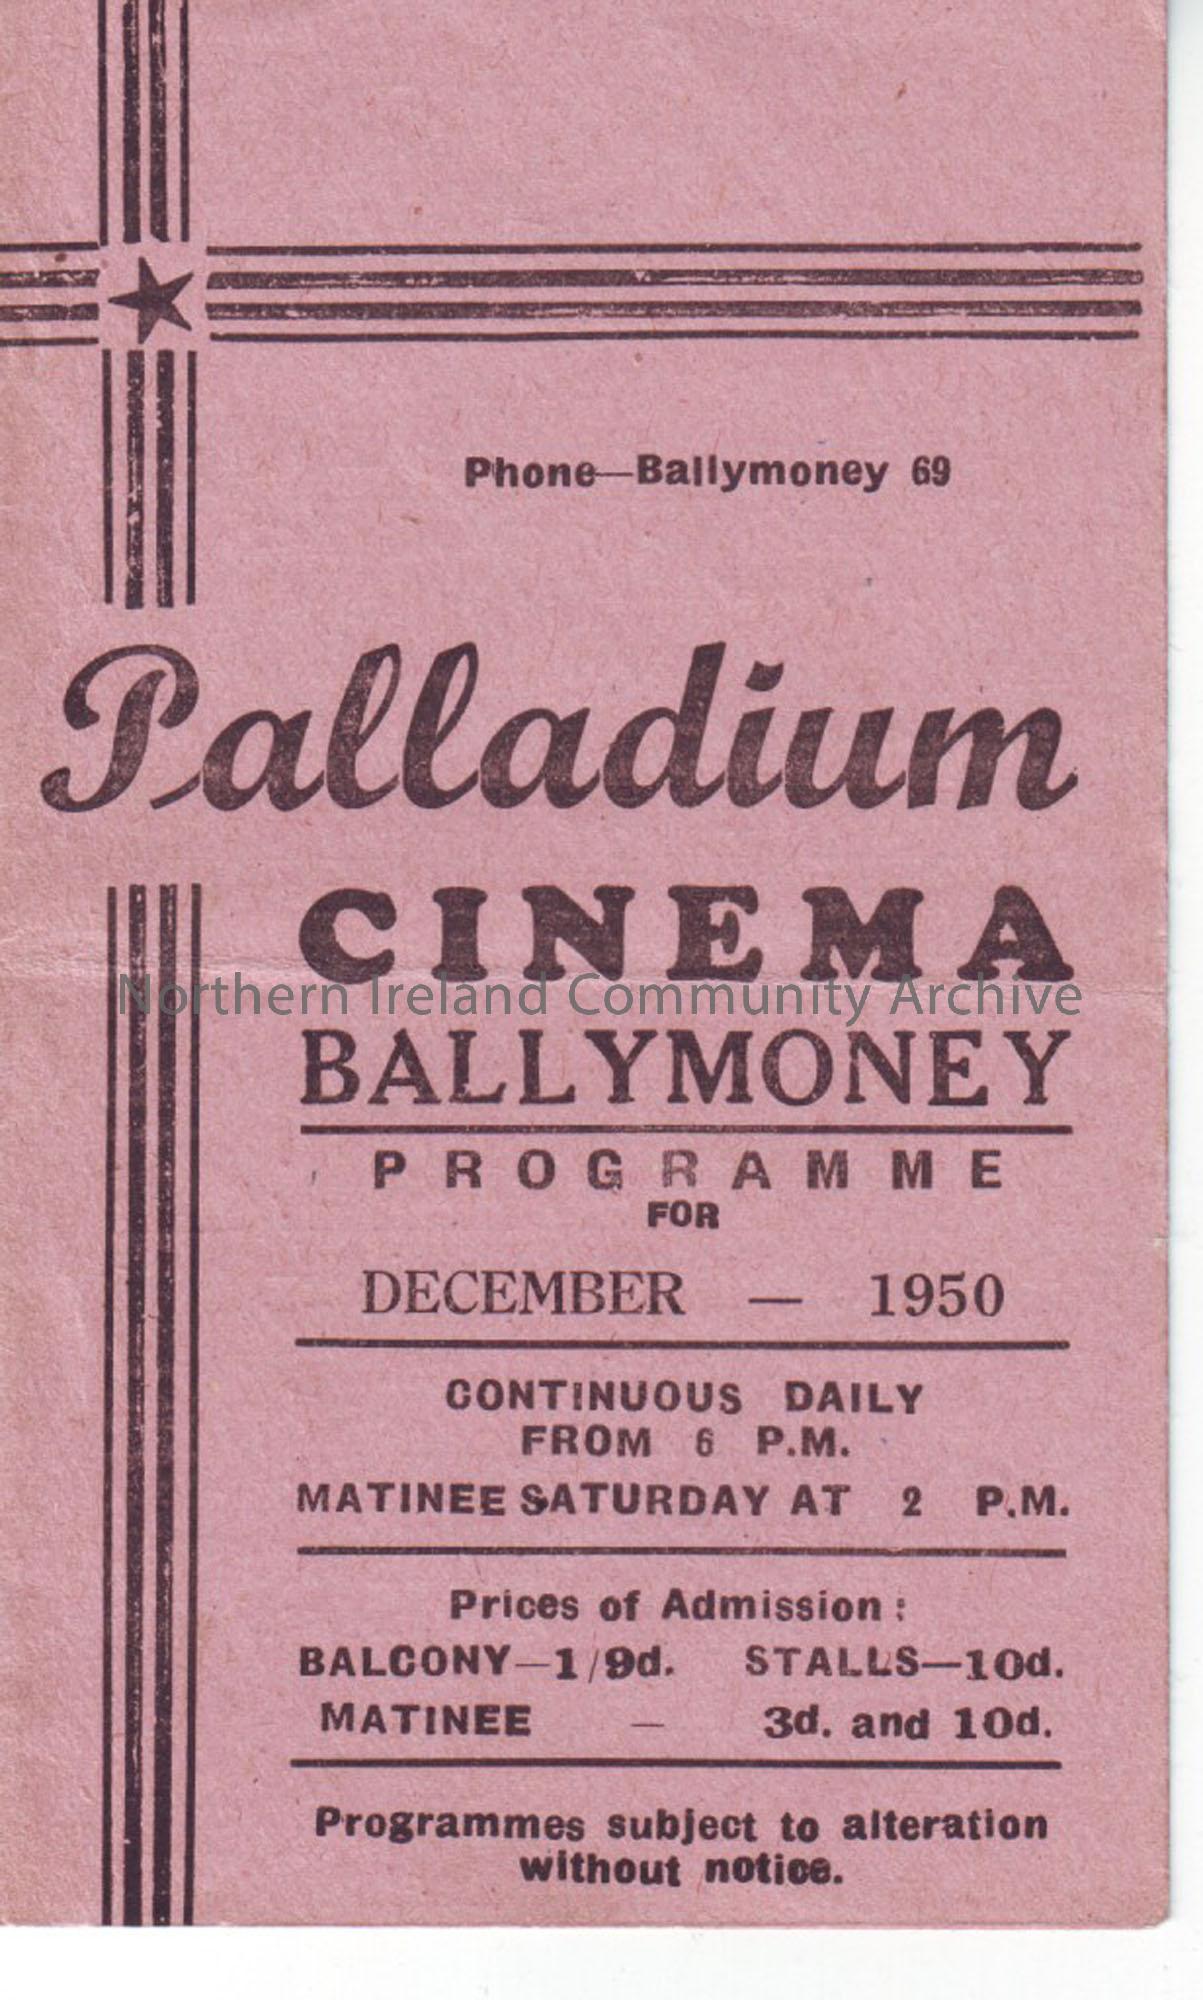 Phone—Ballymoney 69
Palladium
CINEMA
Northern Ireland Community Archive
BALLYMONEY
PROGRAMME
FOR
DECEMBER — 1950
CONTINUOUS DAILY
FROM 6 P.M.
MATINEE SATURDAY AT 2 P.M.
Prices of Admission:
BALCONY—1/9d. STALLS—10d.
MATINEE — 3d. and 10d.
Programmes subject to alteration
without notice.